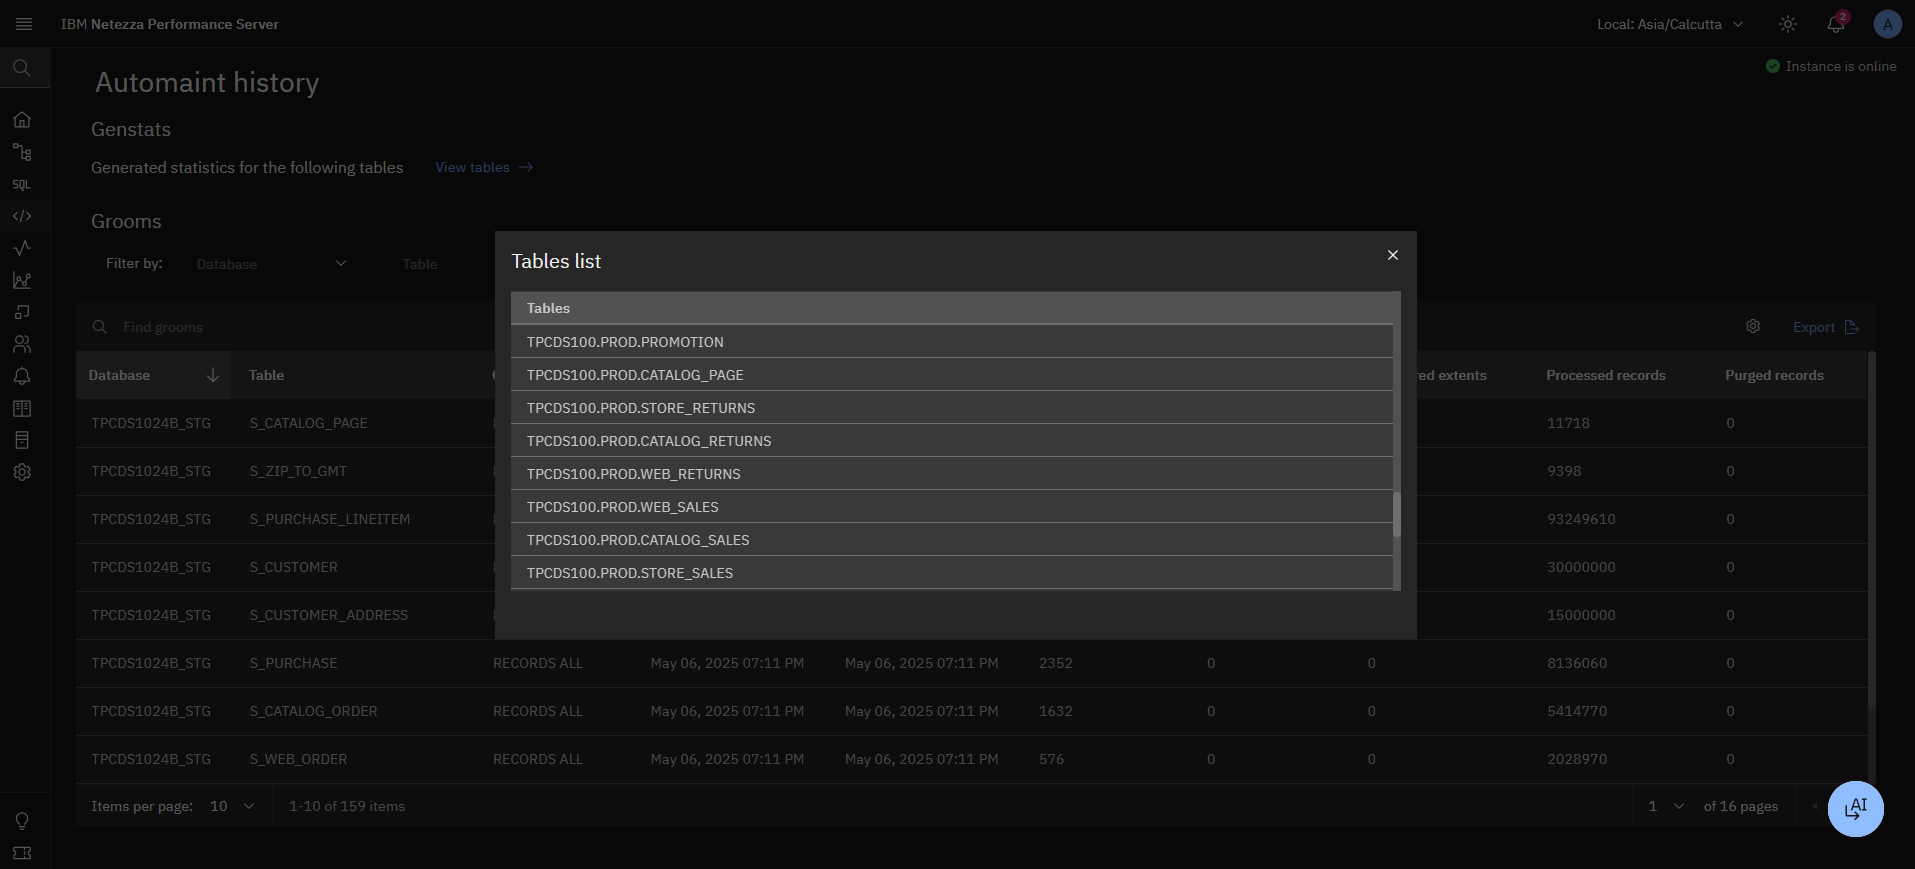 IBM Netezza Performance Server
Local: Asia/Calcutta
2
A
Automaint history
Instance is online
Genstats
SQL
Generated statistics for the following tables
View tables
Grooms
Filter by:
Database
Table
Tables list
Tables
TPCDS100.PROD.PROMOTION
TPCDS100.PROD.CATALOG_PAGE
TPCDS100.PROD.STORE_RETURNS
TPCDS100.PROD.CATALOG_RETURNS
TPCDS100.PROD.WEB_RETURNS
TPCDS100.PROD.WEB_SALES
TPCDS100.PROD.CATALOG_SALES
TPCDS100.PROD.STORE_SALES
Find grooms
Export
Database Table extents Processed records Purged records
TPCDS1024B_STG S_CATALOG_PAGE 11718 0
TPCDS1024B_STG S_ZIP_TO_GMT 9398 0
TPCDS1024B_STG S_PURCHASE_LINEITEM 93249610 0
TPCDS1024B_STG S_CUSTOMER 30000000 0
TPCDS1024B_STG S_CUSTOMER_ADDRESS 15000000 0
TPCDS1024B_STG S_PURCHASE RECORDS ALL May 06, 2025 07:11 PM May 06, 2025 07:11 PM 2352 0 0 8136060 0
TPCDS1024B_STG S_CATALOG_ORDER RECORDS ALL May 06, 2025 07:11 PM May 06, 2025 07:11 PM 1632 0 0 5414770 0
TPCDS1024B_STG S_WEB_ORDER RECORDS ALL May 06, 2025 07:11 PM May 06, 2025 07:11 PM 576 0 0 2028970 0
Items per page: 10 1-10 of 159 items
1 of 16 pages
AI